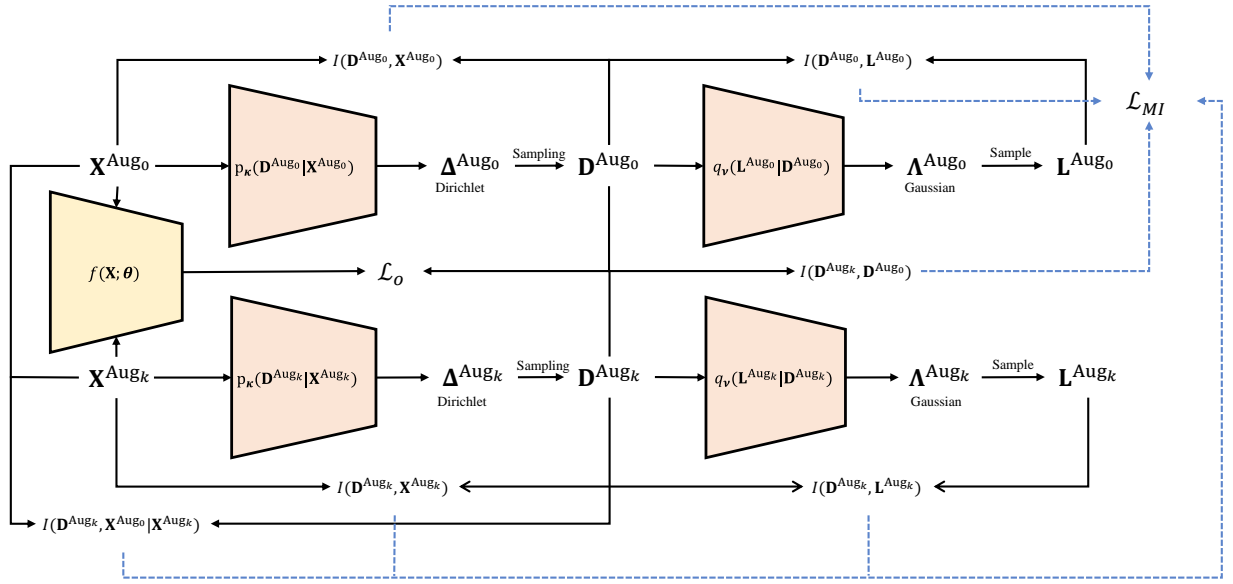 I(𝐃^Aug₀, 𝐗^Aug₀) I(𝐃^Aug₀, 𝐋^Aug₀)
ℒ_MI
𝐗^Aug₀ p_𝜿(𝐃^Aug₀|𝐗^Aug₀) 𝚫^Aug₀ Sampling 𝐃^Aug₀ q_𝝂(𝐋^Aug₀|𝐃^Aug₀) 𝚲^Aug₀ Sample 𝐋^Aug₀
Dirichlet Gaussian
f(𝐗; 𝜽) ℒ_o I(𝐃^Augₖ, 𝐃^Aug₀)
𝐗^Augₖ p_𝜿(𝐃^Augₖ|𝐗^Augₖ) 𝚫^Augₖ Sampling 𝐃^Augₖ q_𝝂(𝐋^Augₖ|𝐃^Augₖ) 𝚲^Augₖ Sample 𝐋^Augₖ
Dirichlet Gaussian
I(𝐃^Augₖ, 𝐗^Augₖ) I(𝐃^Augₖ, 𝐋^Augₖ)
I(𝐃^Augₖ, 𝐗^Aug₀|𝐗^Augₖ)